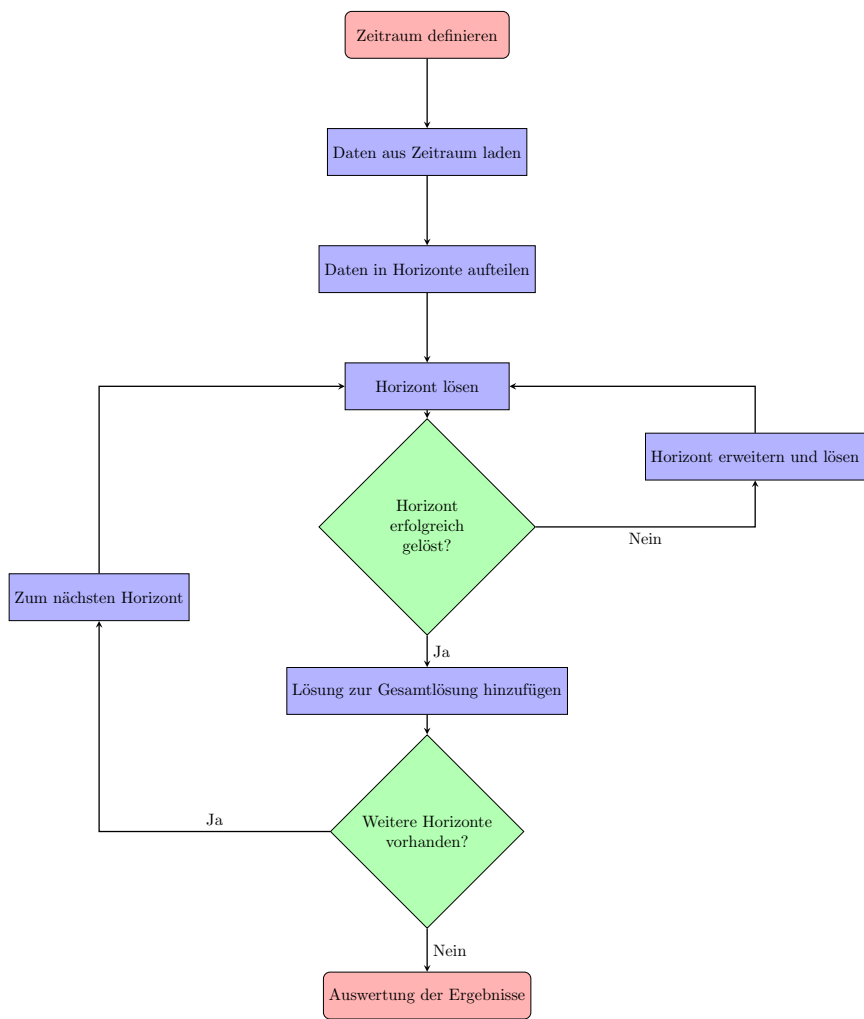 Zeitraum definieren
Daten aus Zeitraum laden
Daten in Horizonte aufteilen
Horizont lösen
Horizont erweitern und lösen
Horizont
erfolgreich
gelöst?
Nein
Zum nächsten Horizont
Ja
Lösung zur Gesamtlösung hinzufügen
Ja
Weitere Horizonte
vorhanden?
Nein
Auswertung der Ergebnisse